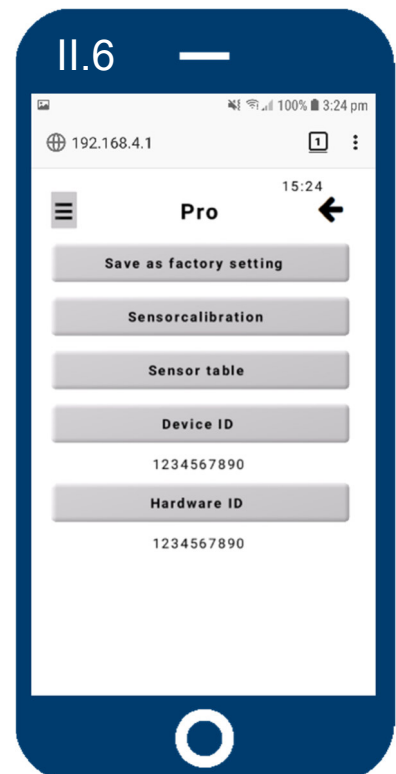 II.6
100% 3:24 pm
192.168.4.1 1
15:24
Pro
Save as factory setting
Sensorcalibration
Sensor table
Device ID
1234567890
Hardware ID
1234567890